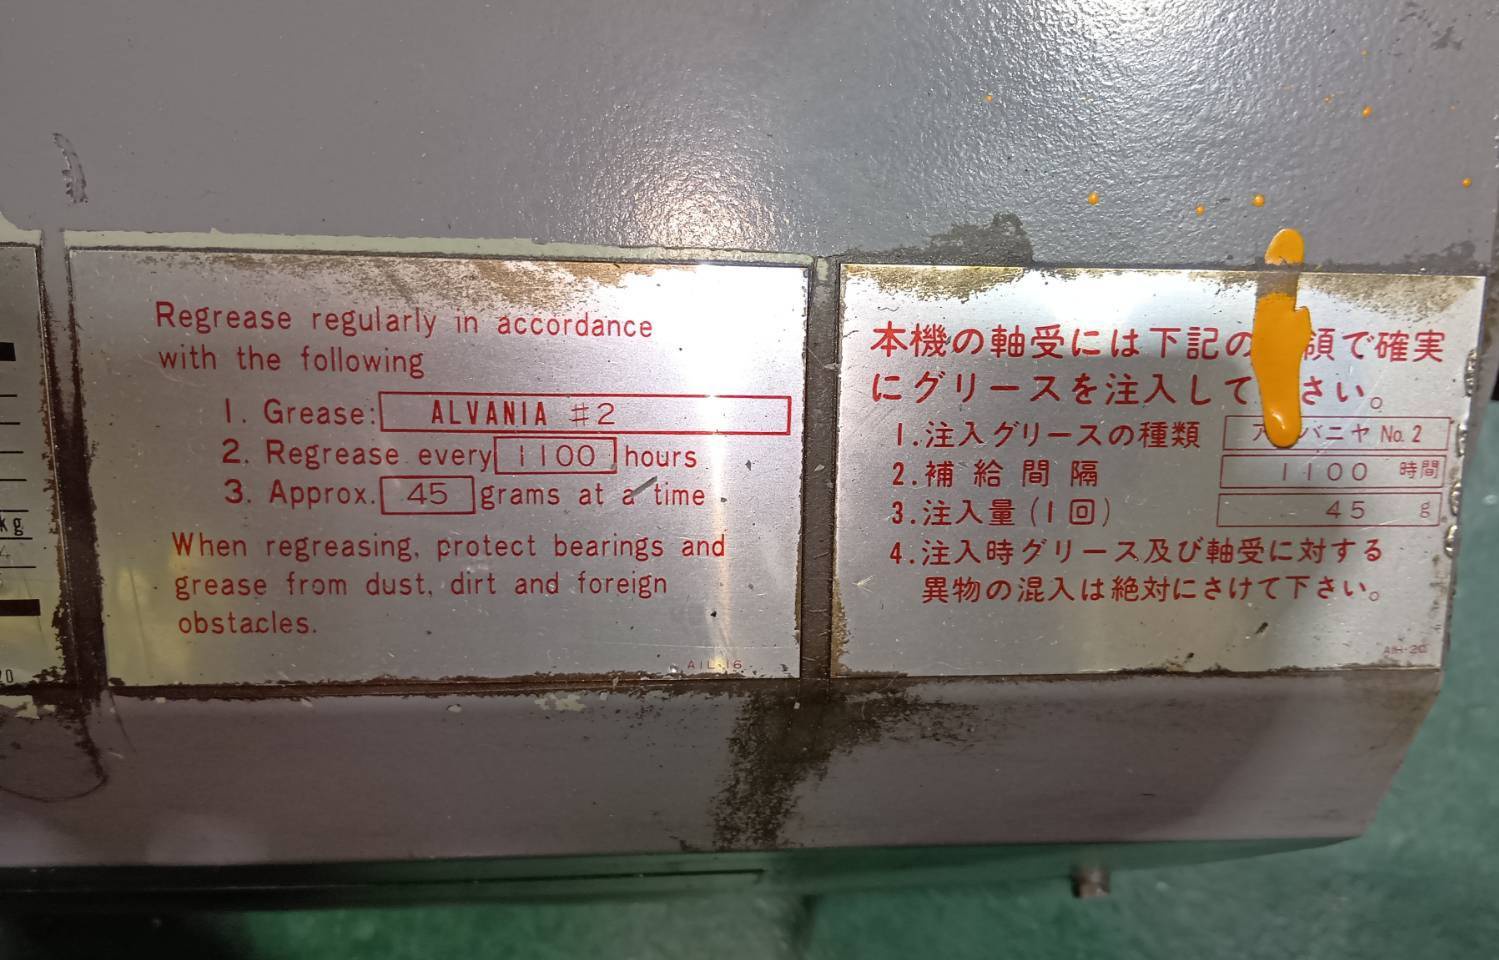 kg
20
Regrease regularly in accordance
with the following
1. Grease: ALVANIA #2
2. Regrease every 1100 hours
3. Approx. 45 grams at a time
When regreasing, protect bearings and
grease from dust, dirt and foreign
obstacles.
AIL-16
本機の軸受には下記の 領で確実
にグリースを注入して さい。
1.注入グリースの種類 ア バニヤ No.2
2.補給間隔 1100 時間
3.注入量(1回) 45 g
4.注入時グリース及び軸受に対する
異物の混入は絶対にさけて下さい。